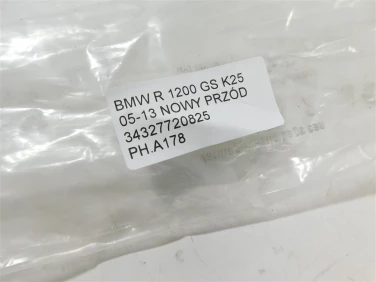 BMW R 1200 GS K25
05-13 NOWY PRZÓD
34327720825
PH.A178